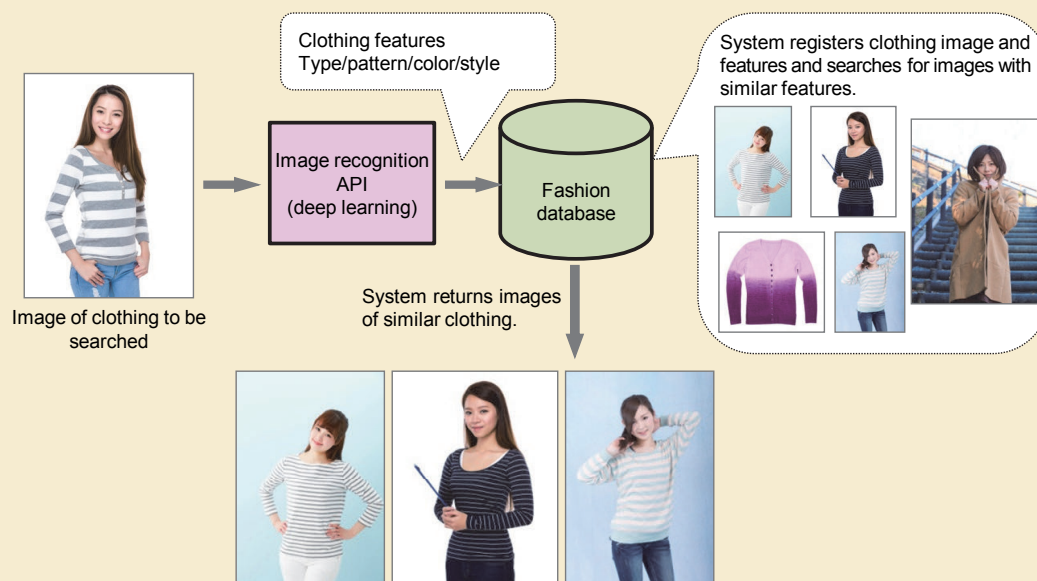 Clothing features
Type/pattern/color/style
System registers clothing image and
features and searches for images with
similar features.
Image recognition
API
(deep learning)
Fashion
database
Image of clothing to be
searched
System returns images
of similar clothing.